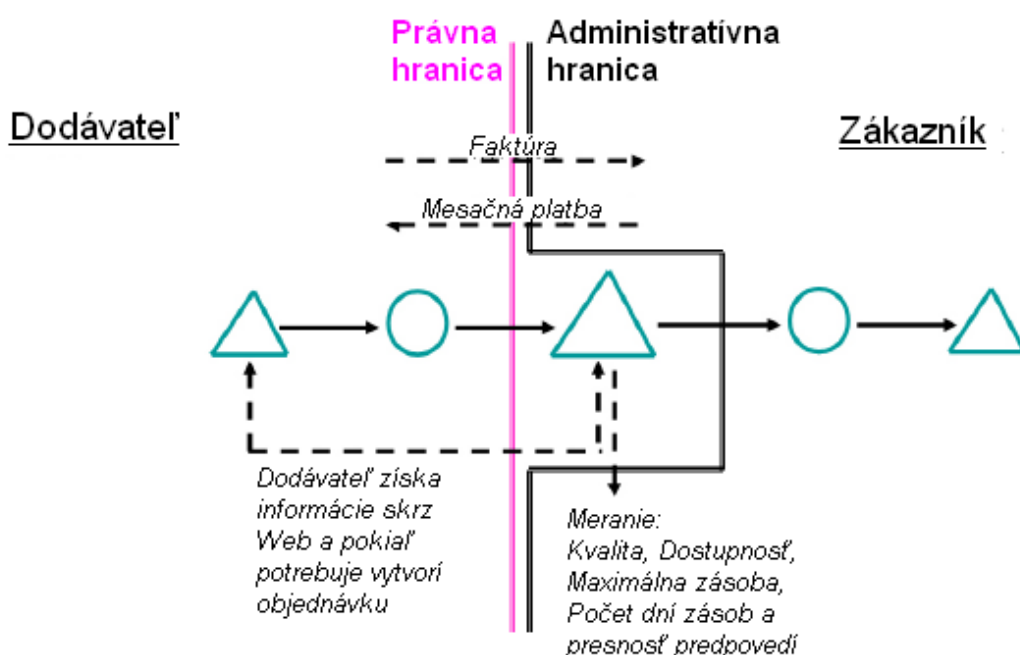 Právna
hranica
Administratívna
hranica
Dodávateľ
Zákazník
Faktúra
Mesačná platba
Dodávateľ získa
informácie skrz
Web a pokiaľ
potrebuje vytvorí
objednávku
Meranie:
Kvalita, Dostupnosť,
Maximálna zásoba,
Počet dní zásob a
presnosť predpovedí